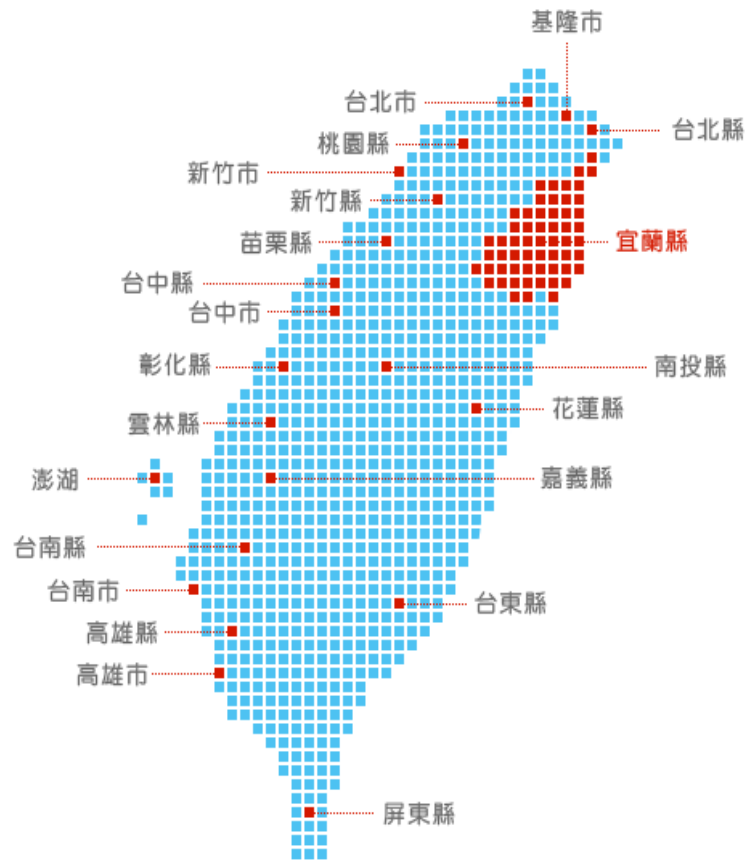 基隆市
台北市
台北縣
桃園縣
新竹市
新竹縣
苗栗縣
宜蘭縣
台中縣
台中市
彰化縣
南投縣
花蓮縣
雲林縣
澎湖
嘉義縣
台南縣
台南市
台東縣
高雄縣
高雄市
屏東縣